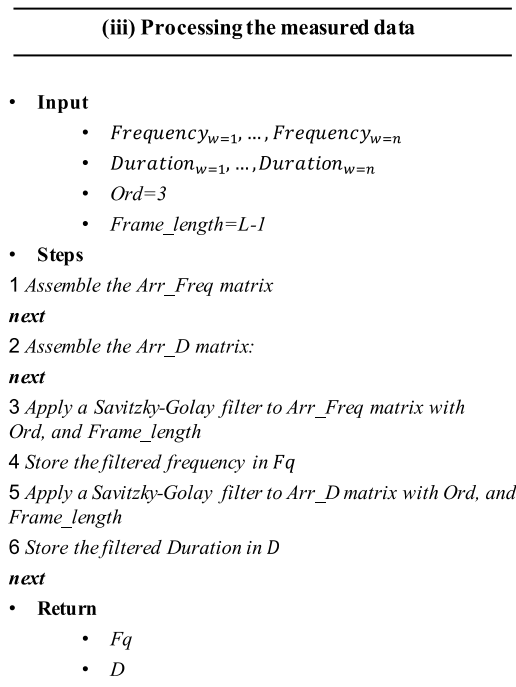 (iii) Processing the measured data
• Input
• Frequency_{w=1}, ..., Frequency_{w=n}
• Duration_{w=1}, ..., Duration_{w=n}
• Ord=3
• Frame_length=L-1
• Steps
1 Assemble the Arr_Freq matrix
next
2 Assemble the Arr_D matrix:
next
3 Apply a Savitzky-Golay filter to Arr_Freq matrix with
Ord, and Frame_length
4 Store the filtered frequency in Fq
5 Apply a Savitzky-Golay filter to Arr_D matrix with Ord, and
Frame_length
6 Store the filtered Duration in D
next
• Return
• Fq
• D